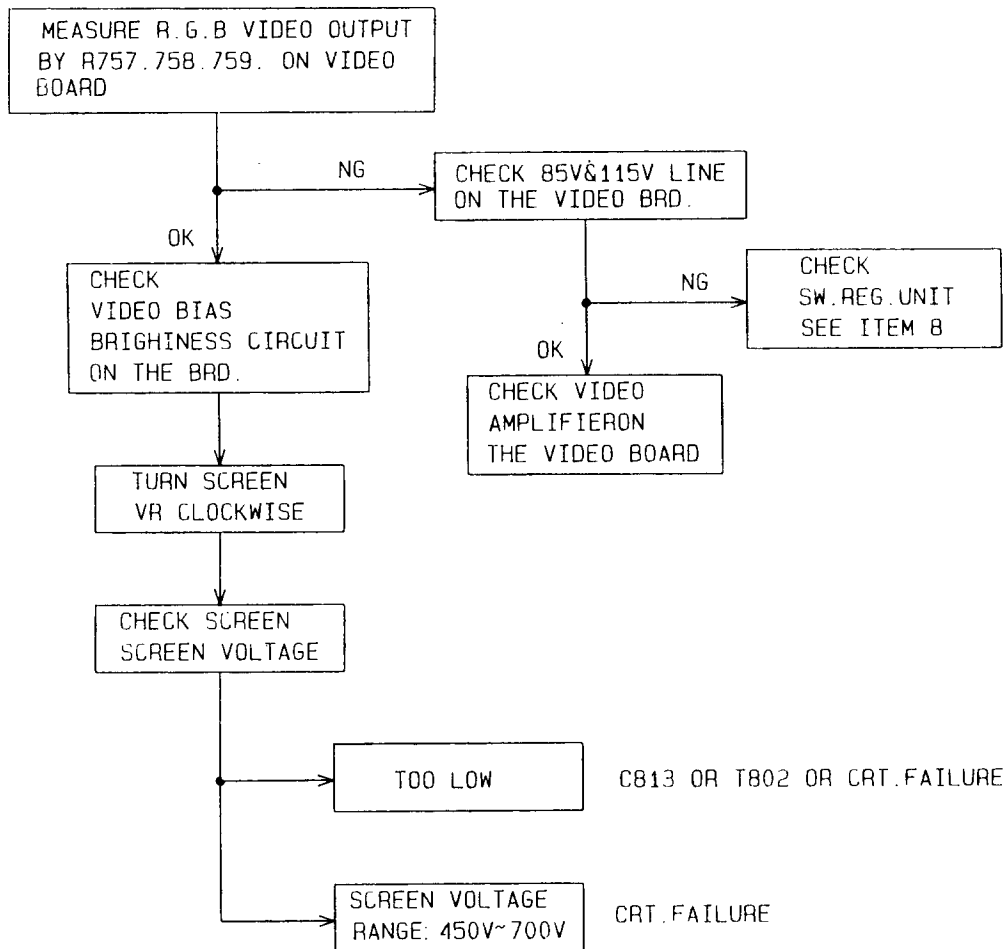 MEASURE R.G.B VIDEO OUTPUT
BY R757.758.759. ON VIDEO
BOARD
NG
CHECK 85V&115V LINE
ON THE VIDEO BRD.
OK
CHECK
VIDEO BIAS
BRIGHINESS CIRCUIT
ON THE BRD.
NG
CHECK
SW.REG.UNIT
SEE ITEM 8
OK
CHECK VIDEO
AMPLIFIERON
THE VIDEO BOARD
TURN SCREEN
VR CLOCKWISE
CHECK SCREEN
SCREEN VOLTAGE
TOO LOW
C813 OR T802 OR CRT.FAILURE
SCREEN VOLTAGE
RANGE: 450V~700V
CRT.FAILURE